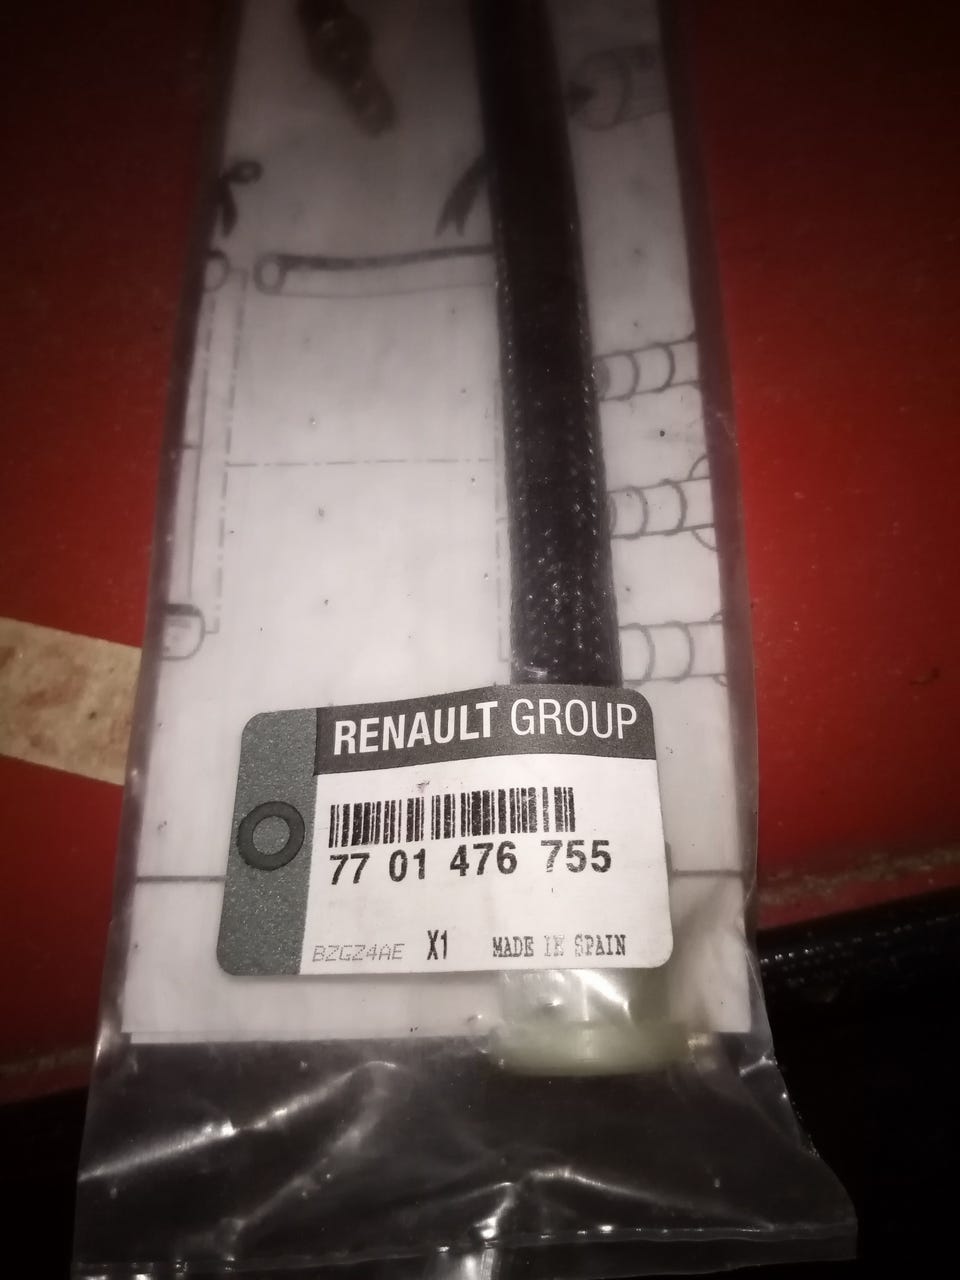 RENAULT GROUP
77 01 476 755
BZGZ4AE X1 MADE IN SPAIN